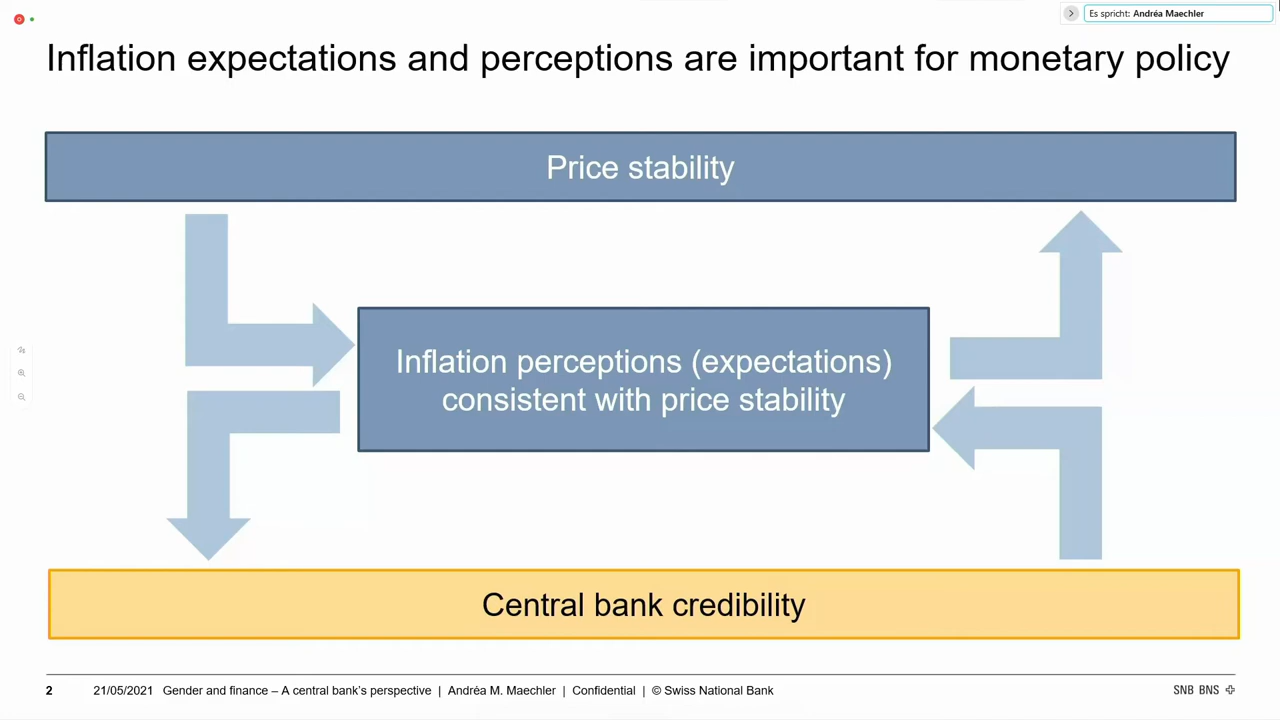 Es spricht: Andréa Maechler
Inflation expectations and perceptions are important for monetary policy
Price stability
Inflation perceptions (expectations)
consistent with price stability
Central bank credibility
2 21/05/2021 Gender and finance – A central bank's perspective | Andréa M. Maechler | Confidential | © Swiss National Bank SNB BNS